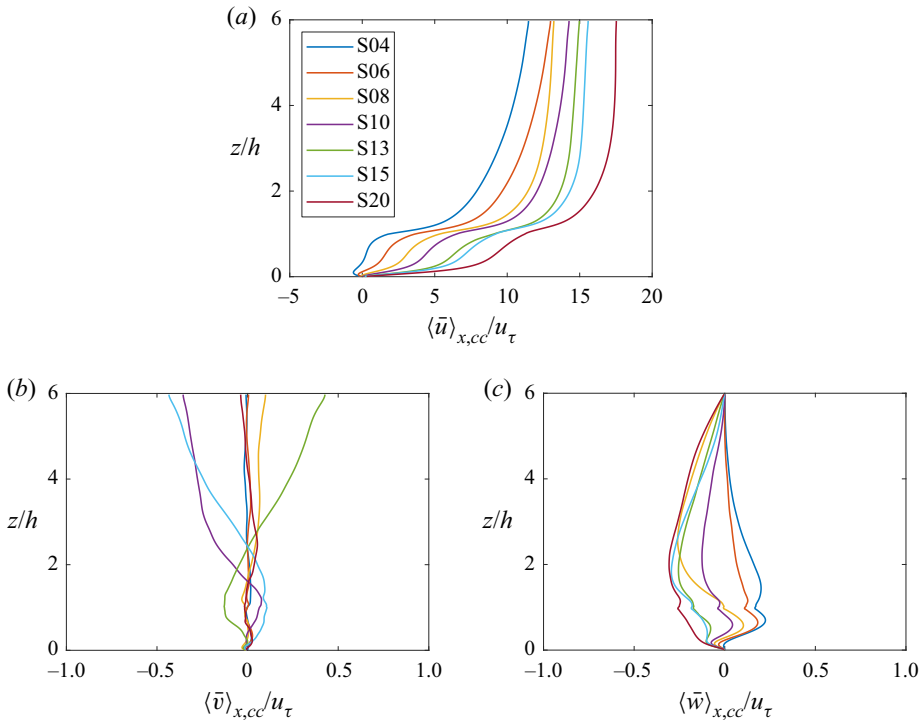 (a)
6
4
2
0
z/h
S04
S06
S08
S10
S13
S15
S20
−5 0 5 10 15 20
⟨ū⟩x,cc/uτ
(b)
6
4
2
0
z/h
−1.0 −0.5 0 0.5 1.0
⟨v̄⟩x,cc/uτ
(c)
6
4
2
0
z/h
−1.0 −0.5 0 0.5 1.0
⟨w̄⟩x,cc/uτ